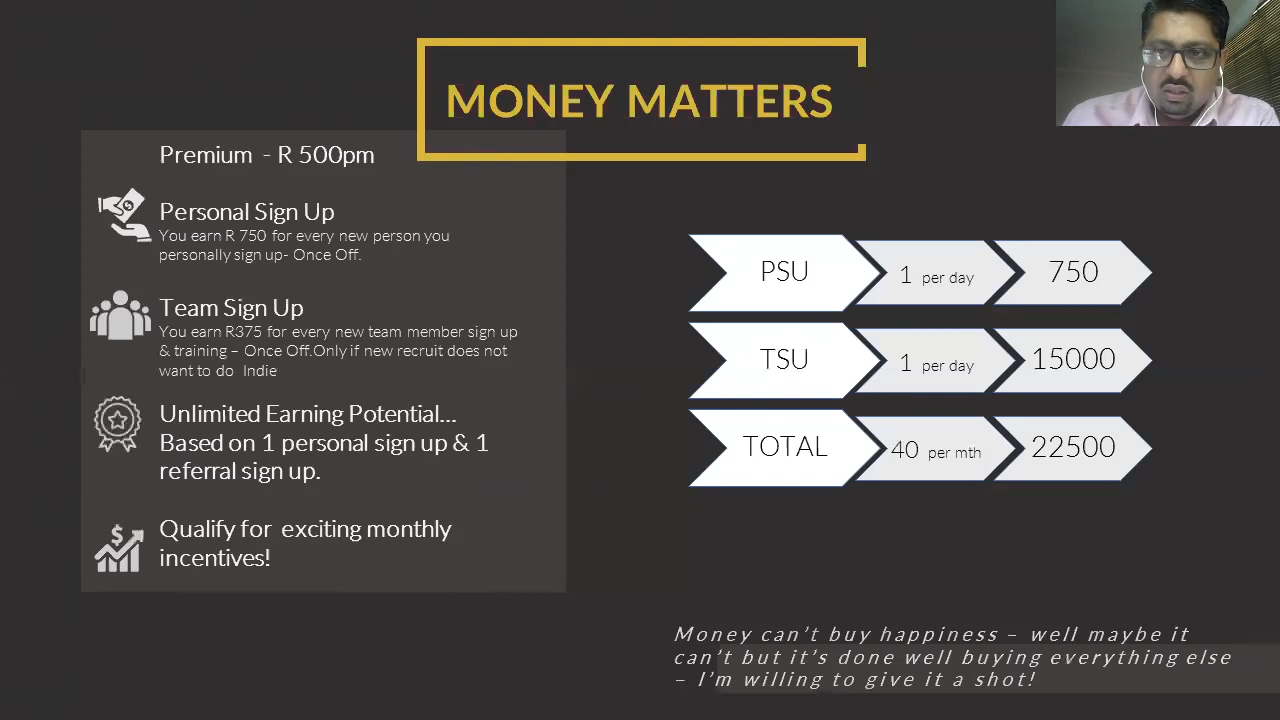 MONEY MATTERS
Premium - R 500pm
Personal Sign Up
You earn R 750 for every new person you
personally sign up- Once Off.
Team Sign Up
You earn R375 for every new team member sign up
& training – Once Off.Only if new recruit does not
want to do Indie
Unlimited Earning Potential...
Based on 1 personal sign up & 1
referral sign up.
Qualify for exciting monthly
incentives!
PSU 1 per day 750
TSU 1 per day 15000
TOTAL 40 per mth 22500
Money can't buy happiness – well maybe it
can't but it's done well buying everything else
– I'm willing to give it a shot!